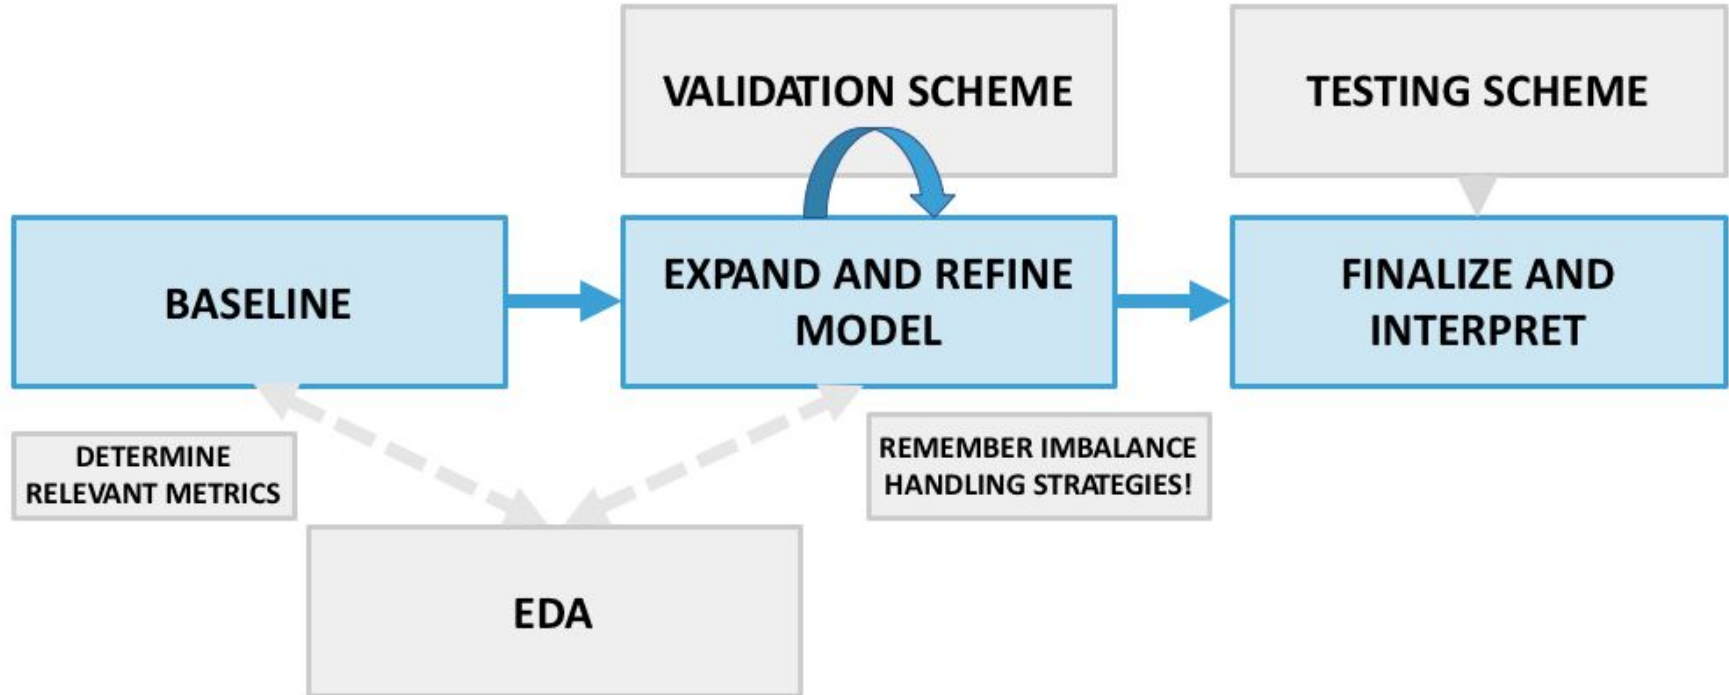 VALIDATION SCHEME
TESTING SCHEME
BASELINE
EXPAND AND REFINE
MODEL
FINALIZE AND
INTERPRET
DETERMINE
RELEVANT METRICS
REMEMBER IMBALANCE
HANDLING STRATEGIES!
EDA